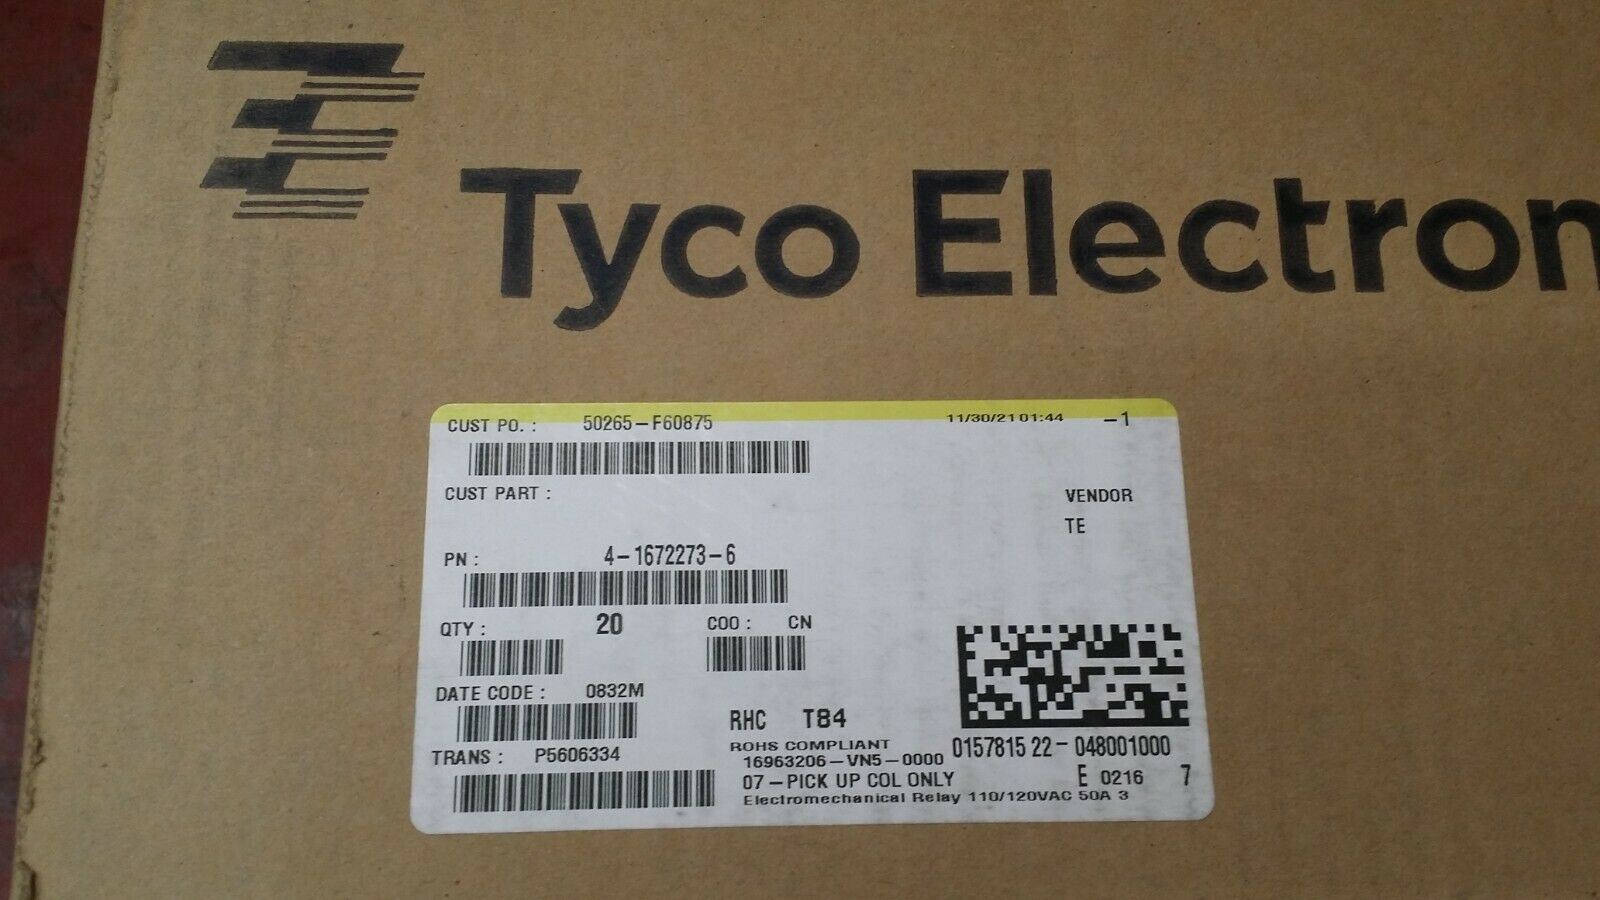 Tyco Electron
CUST PO. : 50265-F60875 11/30/21 01:44 -1
CUST PART :
VENDOR
TE
PN : 4-1672273-6
QTY : 20 COO : CN
DATE CODE : 0832M
RHC T84
TRANS : P5606334
ROHS COMPLIANT
16963206-VN5-0000
0157815 22-048001000
07-PICK UP COL ONLY
E 0216 7
Electromechanical Relay 110/120VAC 50A 3